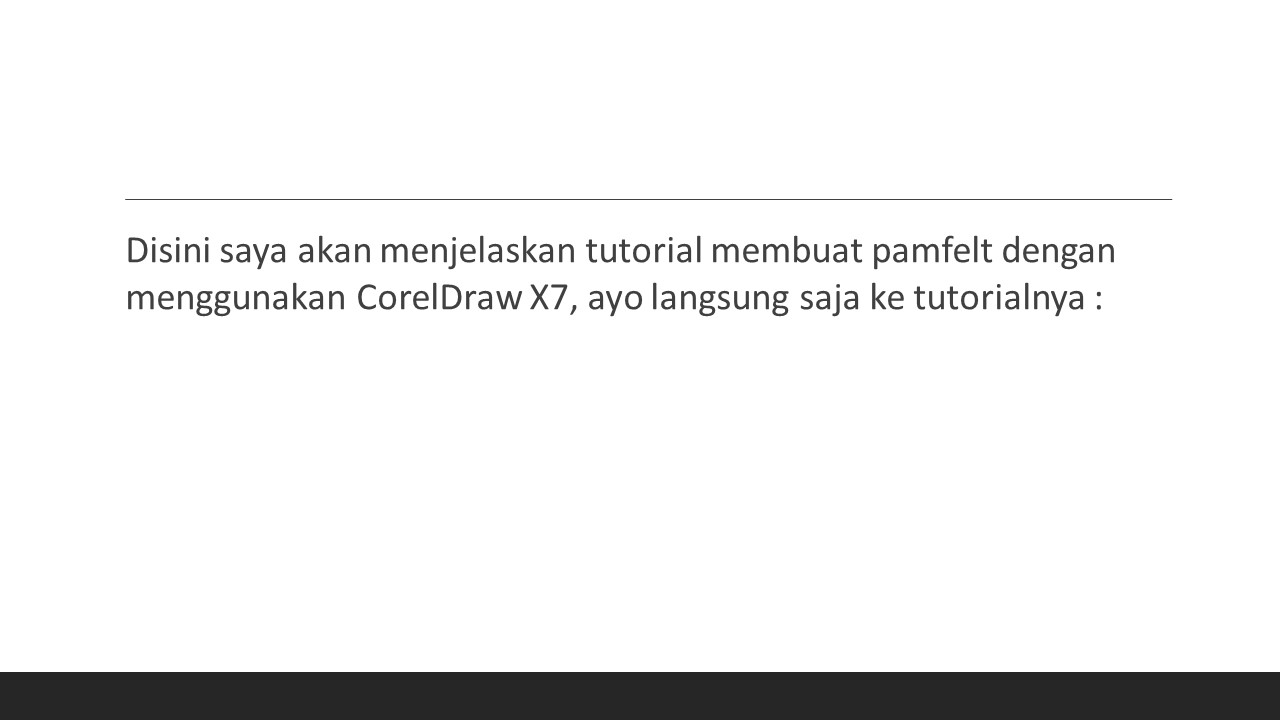 Disini saya akan menjelaskan tutorial membuat pamfelt dengan
menggunakan CorelDraw X7, ayo langsung saja ke tutorialnya :